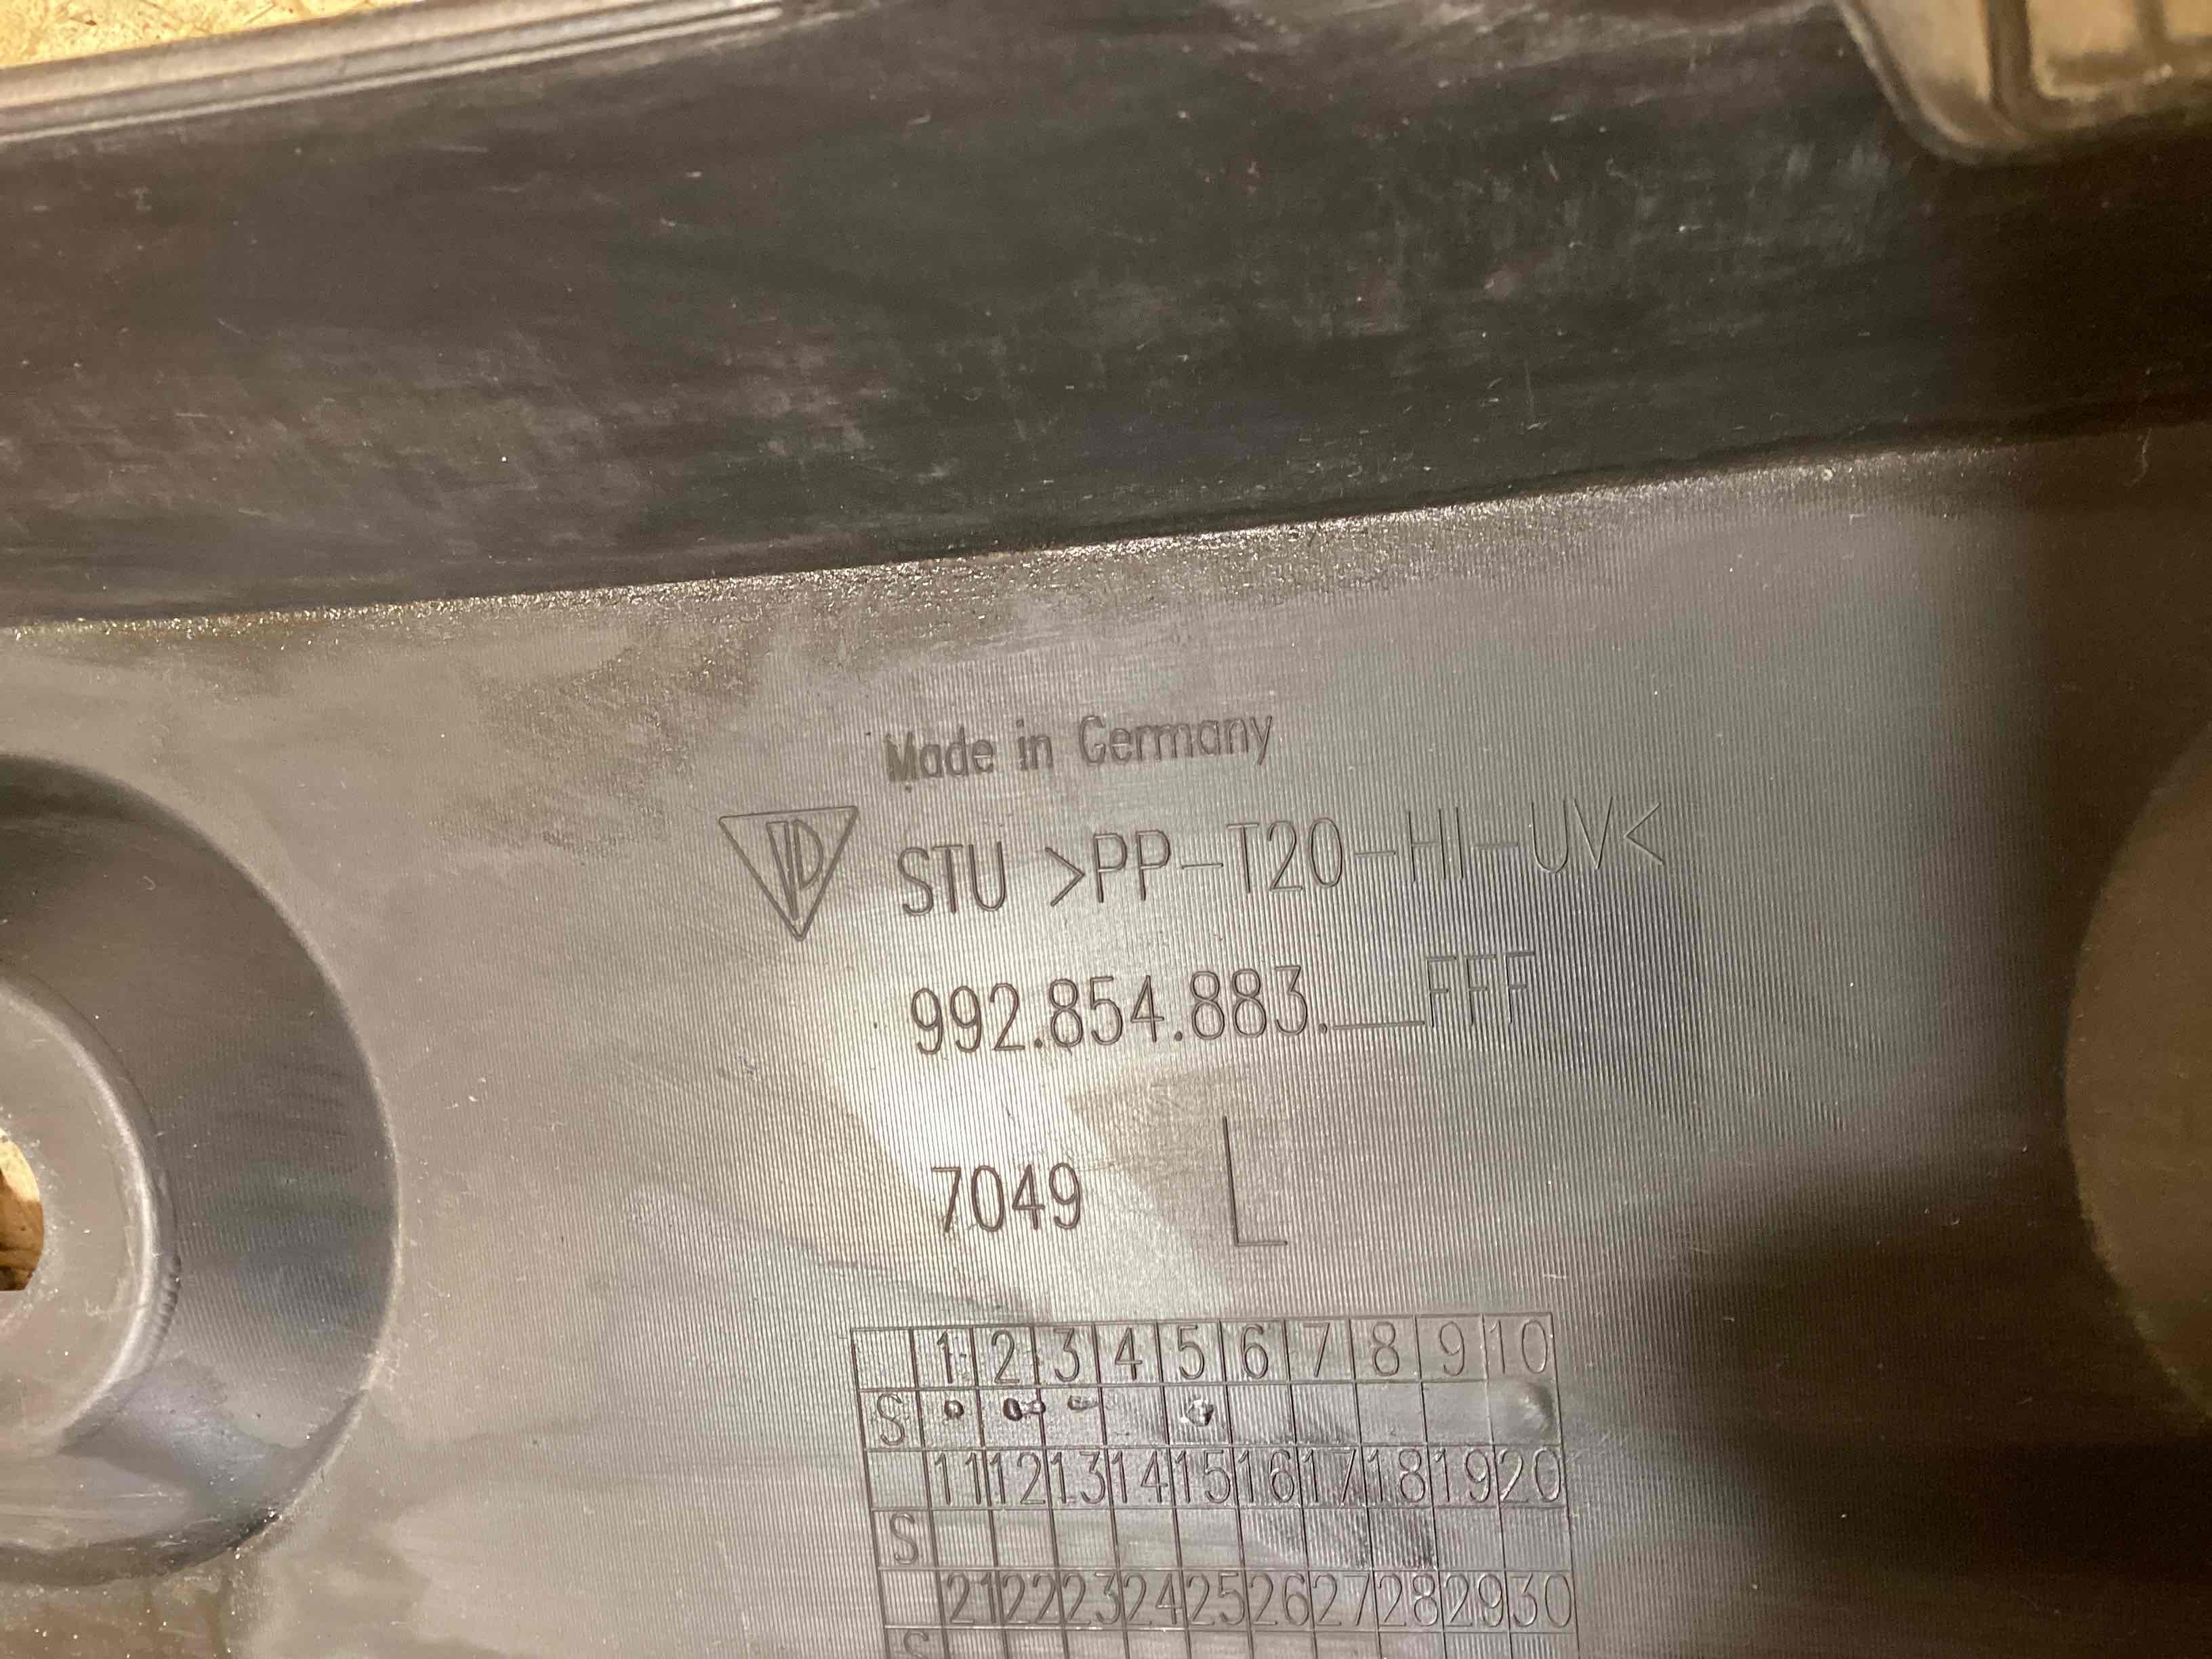 Made in Germany
STU >PP-T20-HI-UV<
992.854.883.__FFF
7049 L
1 2 3 4 5 6 7 8 9 10
S
11 12 13 14 15 16 17 18 19 20
S
21 22 23 24 25 26 27 28 29 30
S